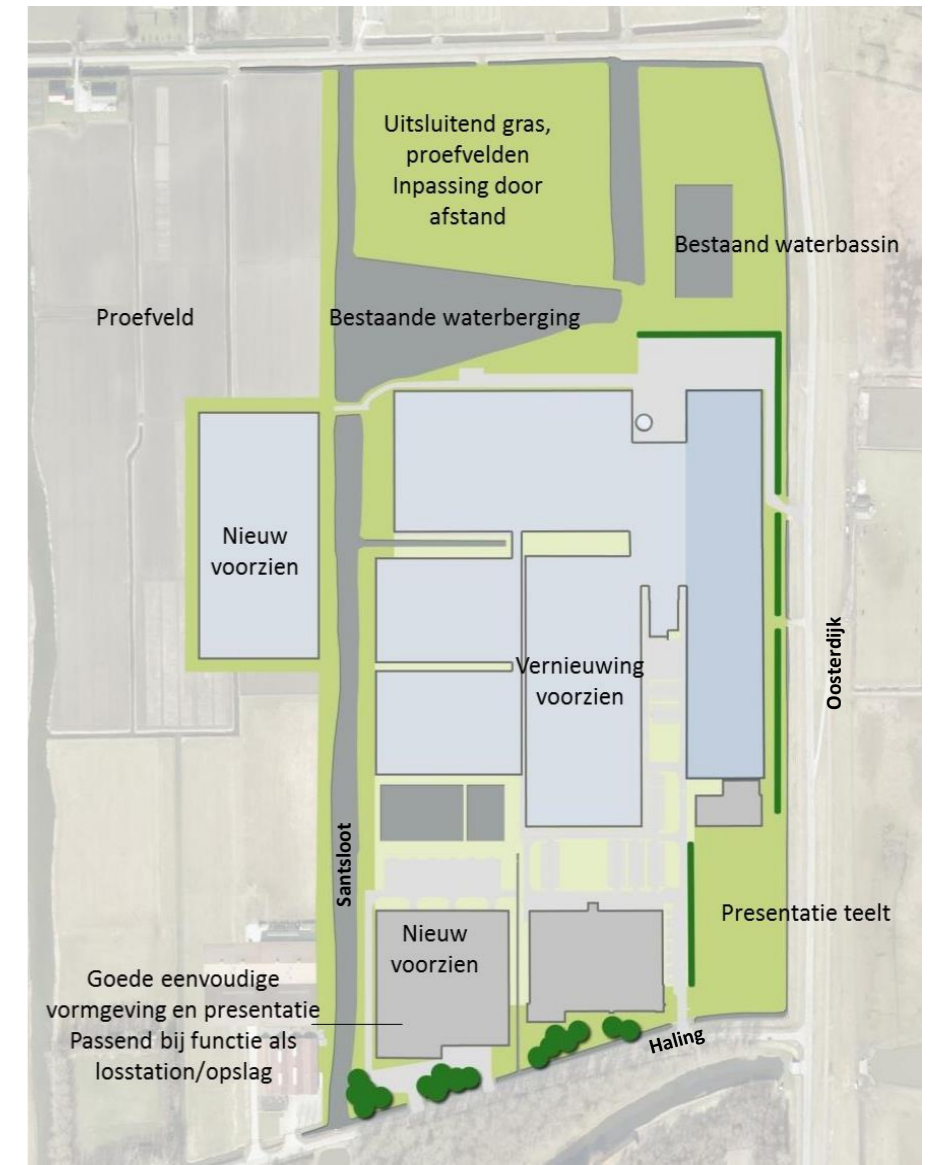 Uitsluitend gras,
proefvelden
Inpassing door
afstand
Bestaand waterbassin
Proefveld
Bestaande waterberging
Nieuw
voorzien
Vernieuwing
voorzien
Oosterdijk
Santsloot
Presentatie teelt
Nieuw
voorzien
Goede eenvoudige
vormgeving en presentatie
Passend bij functie als
losstation/opslag
Haling